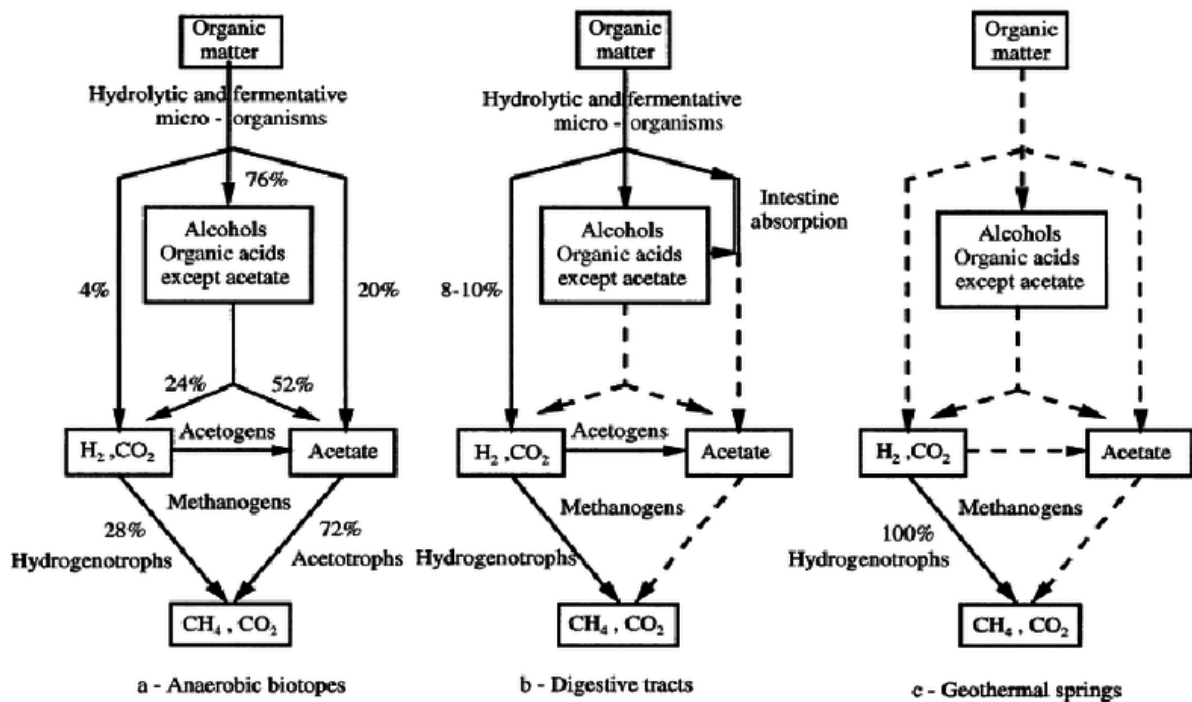 Organic
matter
Hydrolytic and fermentative
micro - organisms
76%
Alcohols
Organic acids
except acetate
4%
20%
24%
52%
H2 ,CO2
Acetogens
Acetate
Methanogens
28%
72%
Hydrogenotrophs
Acetotrophs
CH4 , CO2
a - Anaerobic biotopes
Organic
matter
Hydrolytic and fermentative
micro - organisms
Intestine
absorption
Alcohols
Organic acids
except acetate
8-10%
H2 ,CO2
Acetogens
Acetate
Methanogens
Hydrogenotrophs
CH4 , CO2
b - Digestive tracts
Organic
matter
Alcohols
Organic acids
except acetate
H2 ,CO2
Acetate
Methanogens
100%
Hydrogenotrophs
CH4 , CO2
c - Geothermal springs